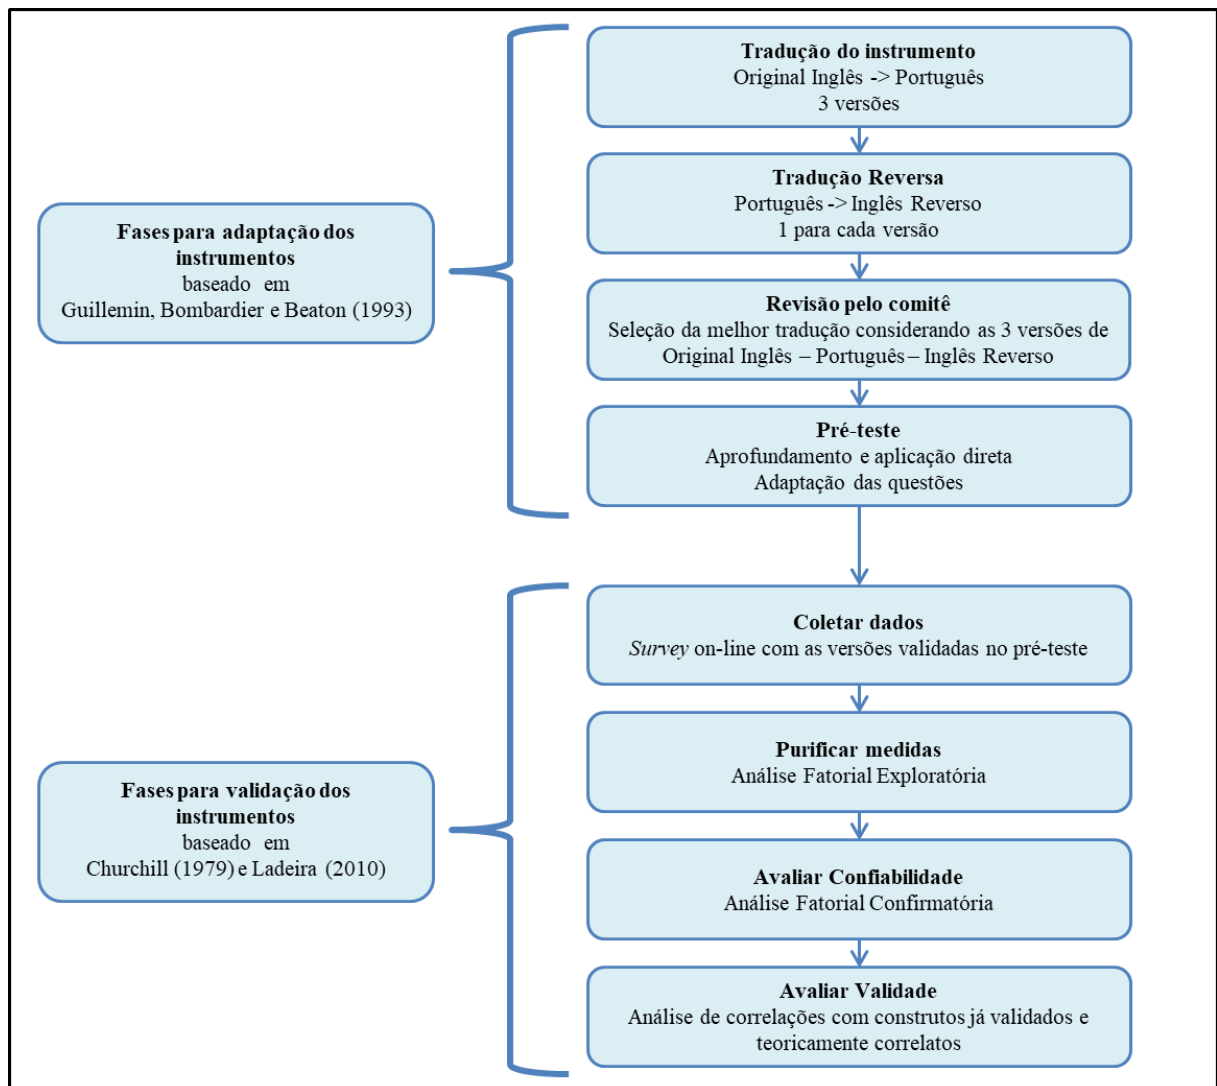 Tradução do instrumento
Original Inglês -> Português
3 versões
Tradução Reversa
Português -> Inglês Reverso
1 para cada versão
Fases para adaptação dos
instrumentos
baseado em
Guillemin, Bombardier e Beaton (1993)
Revisão pelo comitê
Seleção da melhor tradução considerando as 3 versões de
Original Inglês – Português – Inglês Reverso
Pré-teste
Aprofundamento e aplicação direta
Adaptação das questões
Coletar dados
Survey on-line com as versões validadas no pré-teste
Purificar medidas
Análise Fatorial Exploratória
Fases para validação dos
instrumentos
baseado em
Churchill (1979) e Ladeira (2010)
Avaliar Confiabilidade
Análise Fatorial Confirmatória
Avaliar Validade
Análise de correlações com construtos já validados e
teoricamente correlatos